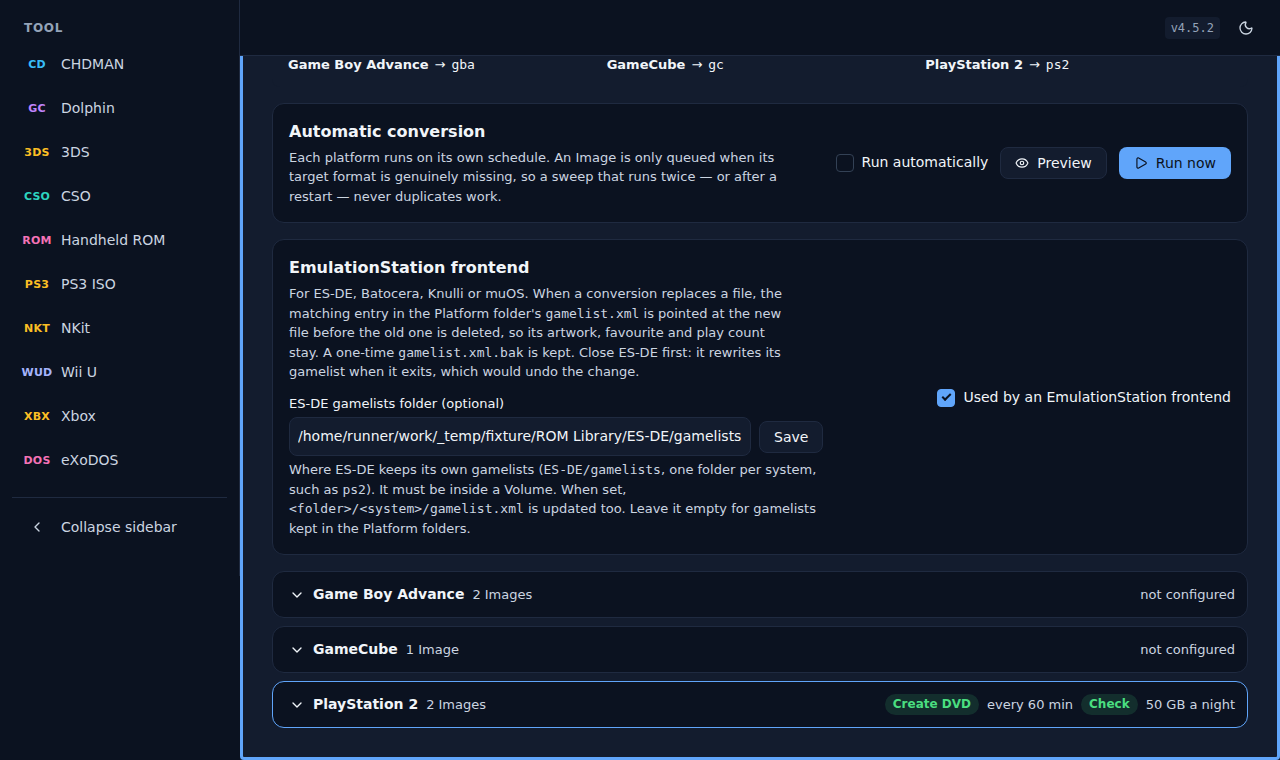 TOOL
CD CHDMAN
GC Dolphin
3DS 3DS
CSO CSO
ROM Handheld ROM
PS3 PS3 ISO
NKT NKit
WUD Wii U
XBX Xbox
DOS eXoDOS
Collapse sidebar
v4.5.2
Game Boy Advance → gba
GameCube → gc
PlayStation 2 → ps2
Automatic conversion
Each platform runs on its own schedule. An Image is only queued when its
target format is genuinely missing, so a sweep that runs twice — or after a
restart — never duplicates work.
Run automatically
Preview
Run now
EmulationStation frontend
For ES-DE, Batocera, Knulli or muOS. When a conversion replaces a file, the
matching entry in the Platform folder's gamelist.xml is pointed at the new
file before the old one is deleted, so its artwork, favourite and play count
stay. A one-time gamelist.xml.bak is kept. Close ES-DE first: it rewrites its
gamelist when it exits, which would undo the change.
ES-DE gamelists folder (optional)
/home/runner/work/_temp/fixture/ROM Library/ES-DE/gamelists
Save
Where ES-DE keeps its own gamelists (ES-DE/gamelists, one folder per system,
such as ps2). It must be inside a Volume. When set,
<folder>/<system>/gamelist.xml is updated too. Leave it empty for gamelists
kept in the Platform folders.
Used by an EmulationStation frontend
Game Boy Advance 2 Images not configured
GameCube 1 Image not configured
PlayStation 2 2 Images Create DVD every 60 min Check 50 GB a night